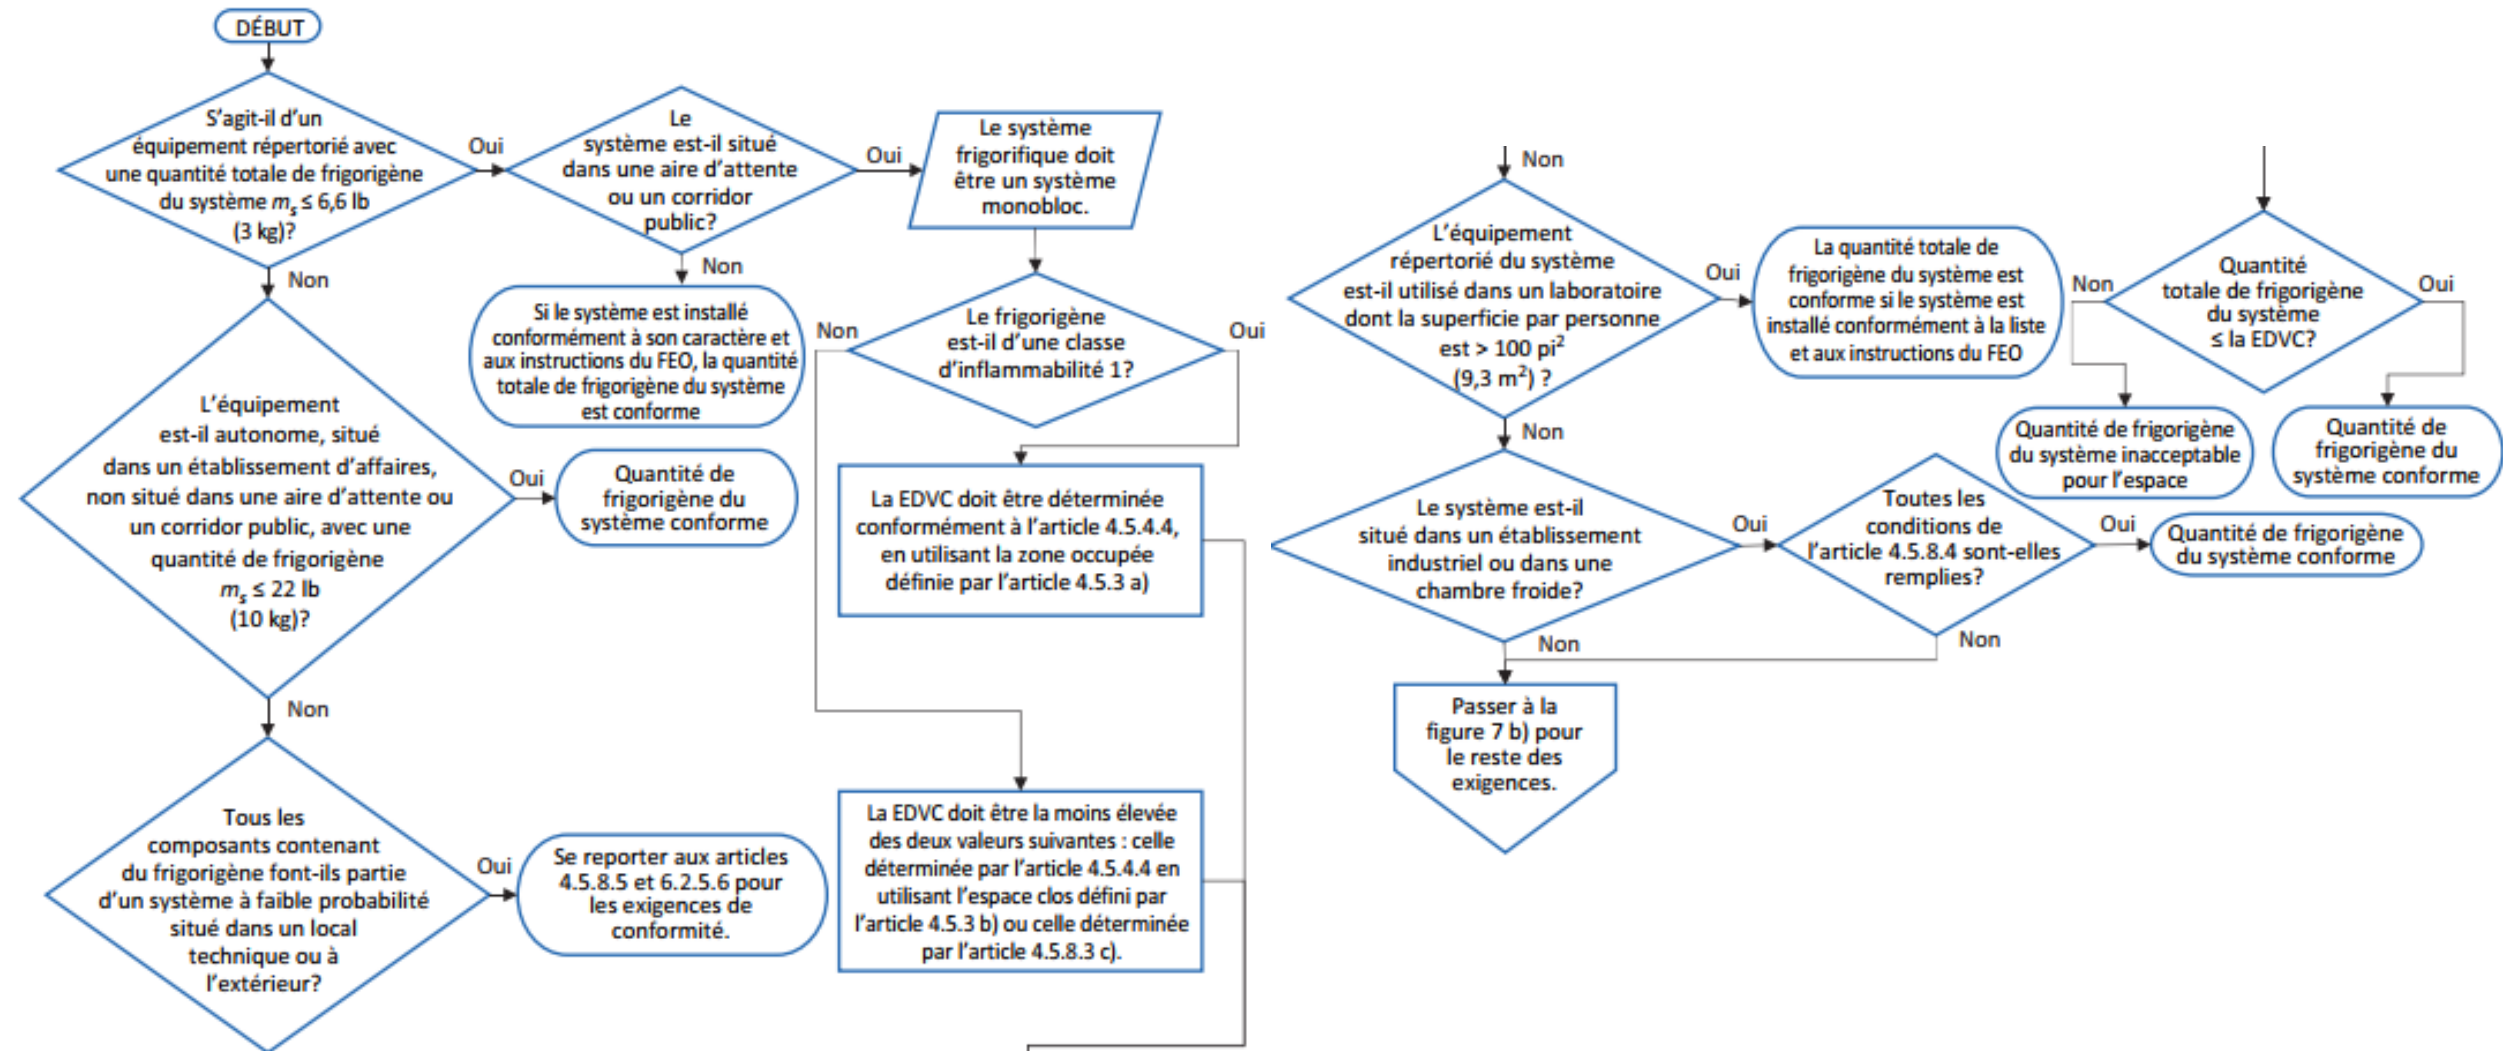 DÉBUT
S'agit-il d'un
équipement répertorié avec
une quantité totale de frigorigène
du système ms ≤ 6,6 lb
(3 kg)?
Oui
Non
Le
système est-il situé
dans une aire d'attente
ou un corridor
public?
Oui
Non
Le système
frigorifique doit
être un système
monobloc.
Si le système est installé
conformément à son caractère et
aux instructions du FEO, la quantité
totale de frigorigène du système
est conforme
Non
Le frigorigène
est-il d'une classe
d'inflammabilité 1?
Oui
L'équipement
est-il autonome, situé
dans un établissement d'affaires,
non situé dans une aire d'attente ou
un corridor public, avec une
quantité de frigorigène
ms ≤ 22 lb
(10 kg)?
Oui
Non
Quantité de
frigorigène du
système conforme
La EDVC doit être déterminée
conformément à l'article 4.5.4.4,
en utilisant la zone occupée
définie par l'article 4.5.3 a)
Tous les
composants contenant
du frigorigène font-ils partie
d'un système à faible probabilité
situé dans un local
technique ou à
l'extérieur?
Oui
Se reporter aux articles
4.5.8.5 et 6.2.5.6 pour
les exigences de
conformité.
La EDVC doit être la moins élevée
des deux valeurs suivantes : celle
déterminée par l'article 4.5.4.4 en
utilisant l'espace clos défini par
l'article 4.5.3 b) ou celle déterminée
par l'article 4.5.8.3 c).
Non
L'équipement
répertorié du système
est-il utilisé dans un laboratoire
dont la superficie par personne
est > 100 pi²
(9,3 m²) ?
Oui
Non
La quantité totale de
frigorigène du système est
conforme si le système est
installé conformément à la liste
et aux instructions du FEO
Non
Quantité
totale de frigorigène
du système
≤ la EDVC?
Oui
Quantité de frigorigène
du système inacceptable
pour l'espace
Quantité de
frigorigène du
système conforme
Le système est-il
situé dans un établissement
industriel ou dans une
chambre froide?
Oui
Non
Toutes les
conditions de
l'article 4.5.8.4 sont-elles
remplies?
Oui
Non
Quantité de frigorigène
du système conforme
Passer à la
figure 7 b) pour
le reste des
exigences.